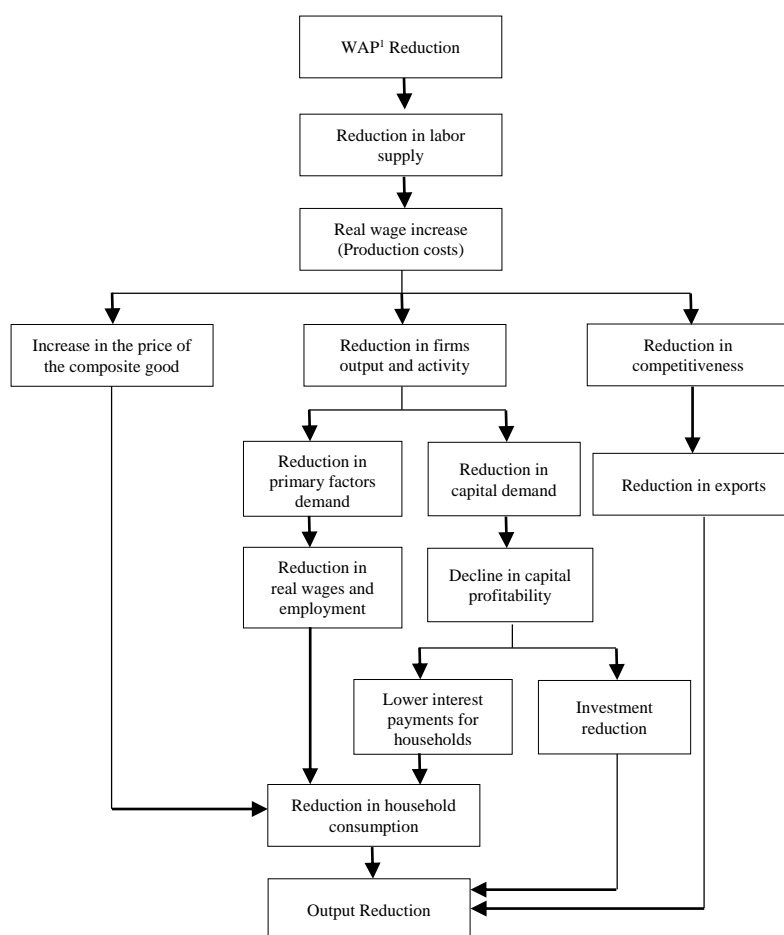 WAP¹ Reduction
Reduction in labor
supply
Real wage increase
(Production costs)
Increase in the price of
the composite good
Reduction in firms
output and activity
Reduction in
competitiveness
Reduction in
primary factors
demand
Reduction in
capital demand
Reduction in exports
Reduction in
real wages and
employment
Decline in capital
profitability
Lower interest
payments for
households
Investment
reduction
Reduction in household
consumption
Output Reduction